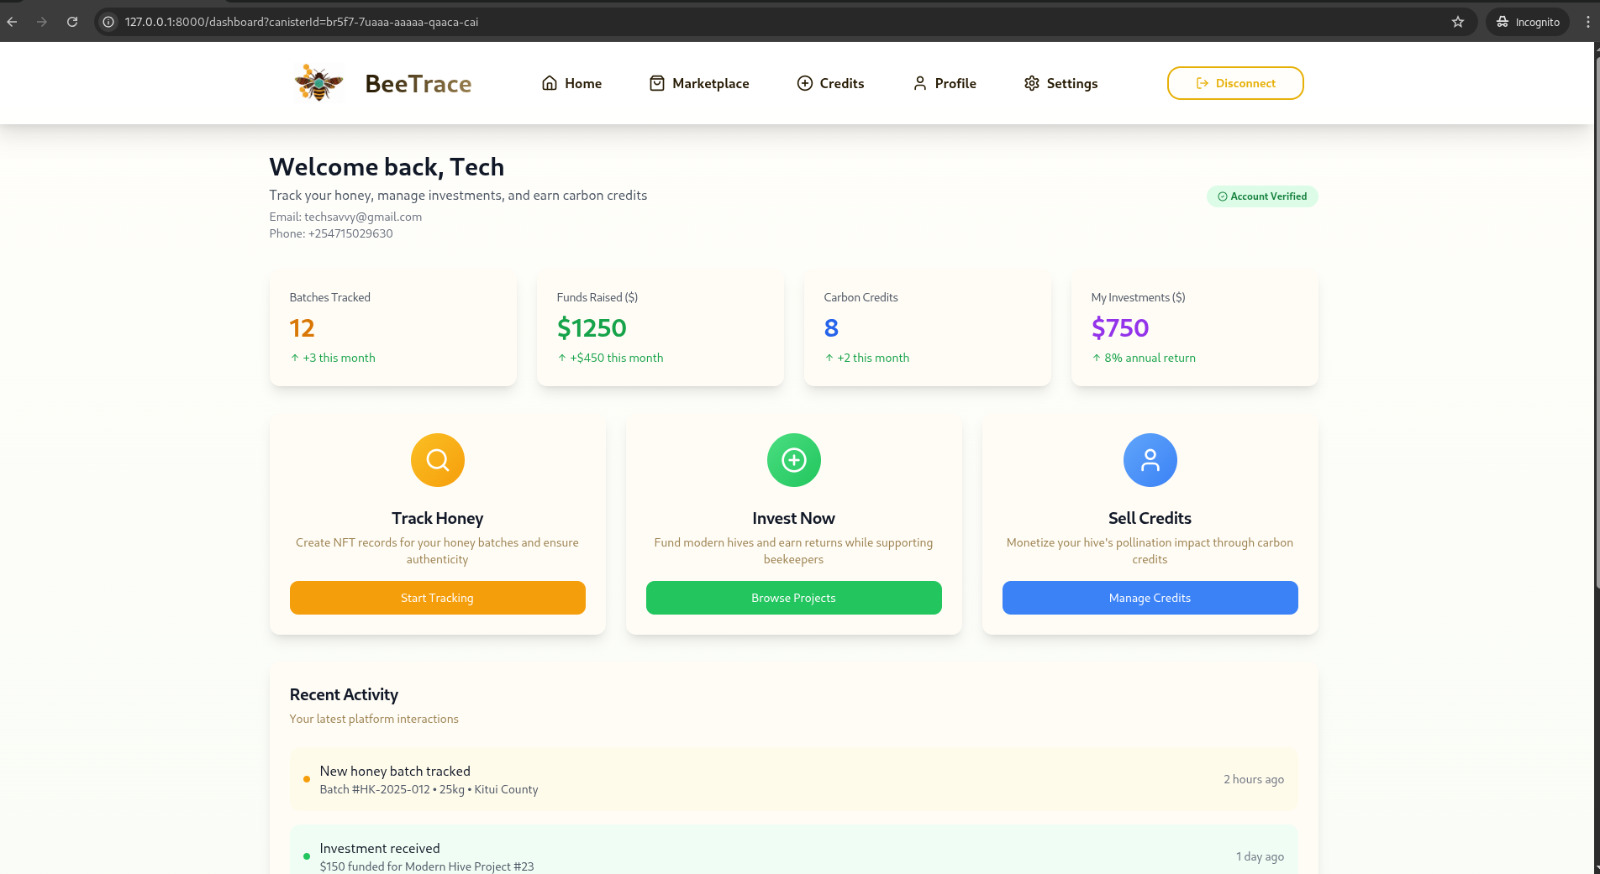 127.0.0.1:8000/dashboard?canisterId=br5f7-7uaaa-aaaaa-qaaca-cai
Incognito
BeeTrace
Home
Marketplace
Credits
Profile
Settings
Disconnect
Welcome back, Tech
Track your honey, manage investments, and earn carbon credits
Account Verified
Email: techsavvy@gmail.com
Phone: +254715029630
Batches Tracked
12
↑ +3 this month
Funds Raised ($)
$1250
↑ +$450 this month
Carbon Credits
8
↑ +2 this month
My Investments ($)
$750
↑ 8% annual return
Track Honey
Create NFT records for your honey batches and ensure
authenticity
Start Tracking
Invest Now
Fund modern hives and earn returns while supporting
beekeepers
Browse Projects
Sell Credits
Monetize your hive's pollination impact through carbon
credits
Manage Credits
Recent Activity
Your latest platform interactions
New honey batch tracked
Batch #HK-2025-012 • 25kg • Kitui County
2 hours ago
Investment received
$150 funded for Modern Hive Project #23
1 day ago